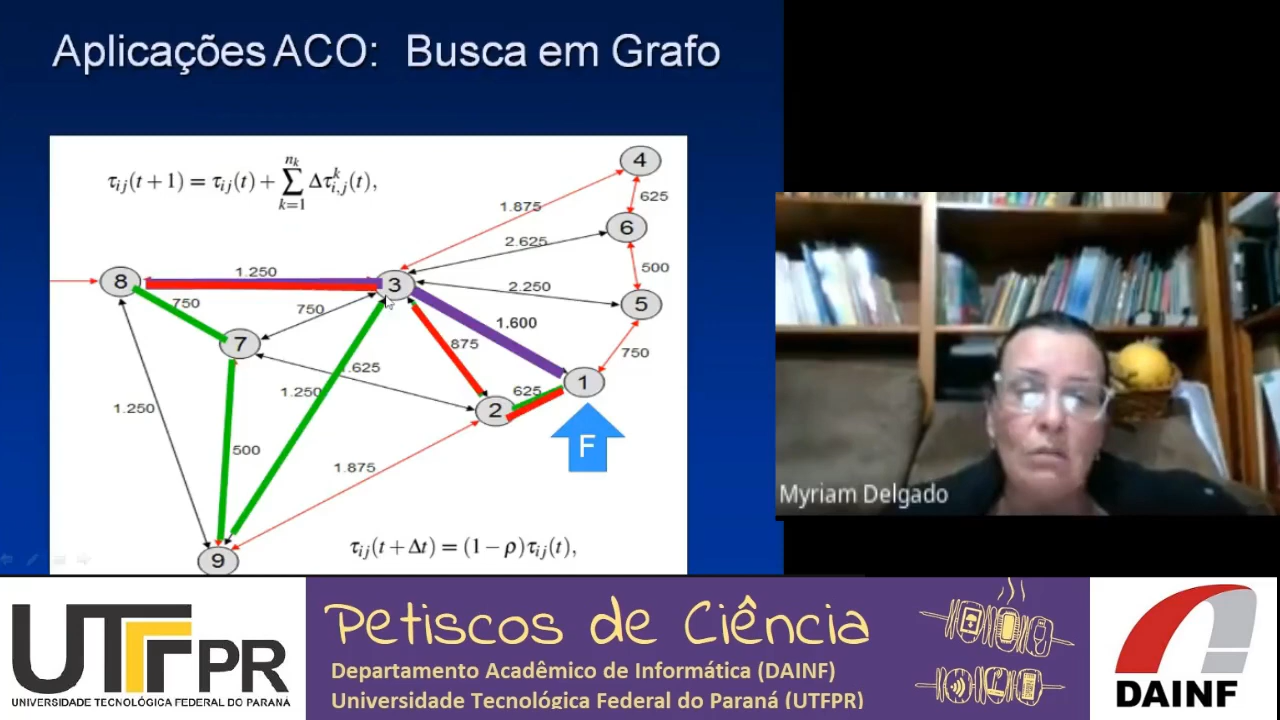 Aplicações ACO: Busca em Grafo
τij(t+1) = τij(t) + Σ Δτ^k i,j(t),
nk
k=1
4
1.875
625
6
2.625
8
1.250
3
500
2.250
5
750
750
1.600
7
875
750
.625
1
1.250
625
2
1.250
F
500
1.875
9
τij(t + Δt) = (1 − ρ)τij(t),
Myriam Delgado
UTFPR
UNIVERSIDADE TECNOLÓGICA FEDERAL DO PARANÁ
Petiscos de Ciência
Departamento Acadêmico de Informática (DAINF)
Universidade Tecnológica Federal do Paraná (UTFPR)
DAINF